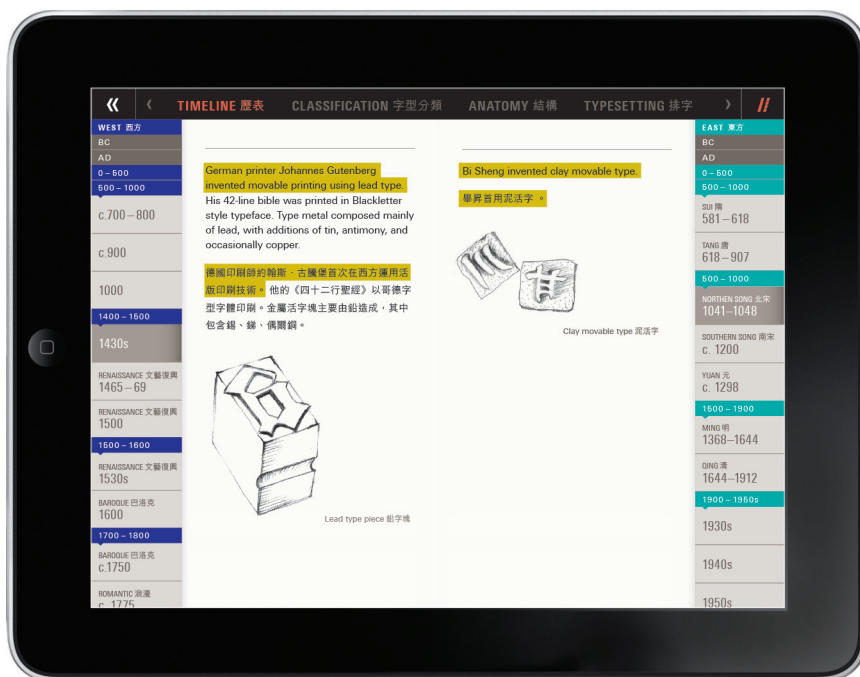 TIMELINE 歷表
CLASSIFICATION 字型分類
ANATOMY 結構
TYPESETTING 排字
WEST 西方
BC
AD
0 – 500
500 – 1000
c.700 – 800
c.900
1000
1400 – 1500
1430s
RENAISSANCE 文藝復興
1465 – 69
RENAISSANCE 文藝復興
1500
1500 – 1600
RENAISSANCE 文藝復興
1530s
BAROQUE 巴洛克
1600
1700 – 1800
BAROQUE 巴洛克
c.1750
ROMANTIC 浪漫
c. 1775
German printer Johannes Gutenberg
invented movable printing using lead type.
His 42-line bible was printed in Blackletter
style typeface. Type metal composed mainly
of lead, with additions of tin, antimony, and
occasionally copper.
德國印刷師約翰斯·古騰堡首次在西方運用活
版印刷技術。他的《四十二行聖經》以哥德字
型字體印刷。金屬活字塊主要由鉛造成，其中
包含錫、銻、偶爾銅。
Lead type piece 鉛字塊
Bi Sheng invented clay movable type.
畢昇首用泥活字 。
Clay movable type 泥活字
EAST 東方
BC
AD
0 – 500
500 – 1000
SUI 隋
581 – 618
TANG 唐
618 – 907
500 – 1000
NORTHEN SONG 北宋
1041–1048
SOUTHERN SONG 南宋
c. 1200
YUAN 元
c. 1298
1500 – 1900
MING 明
1368–1644
QING 清
1644–1912
1900 – 1950s
1930s
1940s
1950s